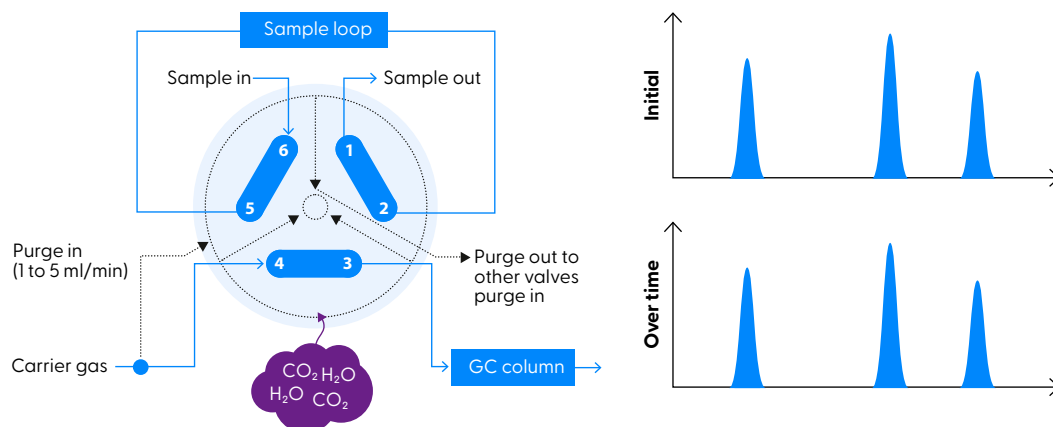 Sample loop
Sample in
Sample out
6
1
5
2
4
3
Purge in
(1 to 5 ml/min)
Purge out to
other valves
purge in
Carrier gas
GC column
CO₂ H₂O
H₂O CO₂
Initial
Over time